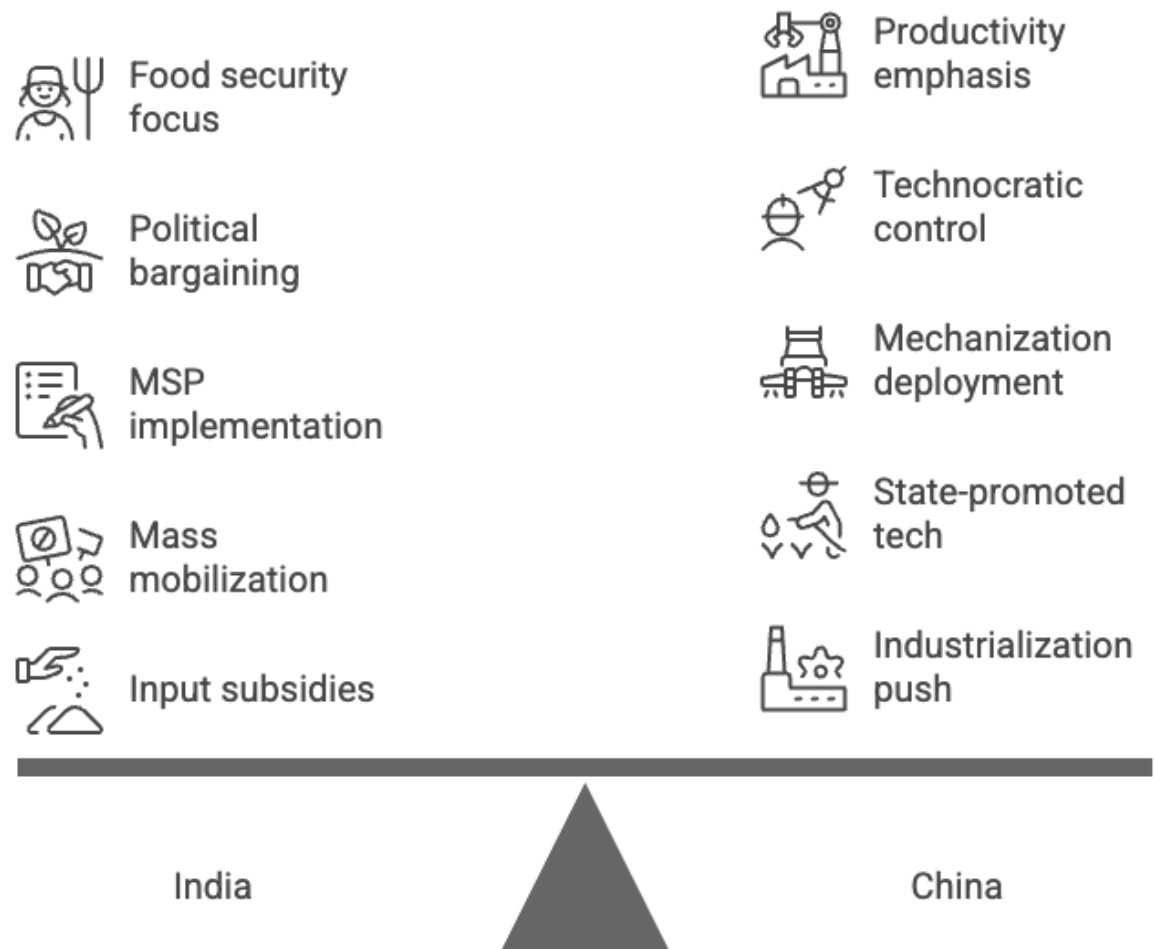 Food security
focus
Political
bargaining
MSP
implementation
Mass
mobilization
Input subsidies
India
Productivity
emphasis
Technocratic
control
Mechanization
deployment
State-promoted
tech
Industrialization
push
China